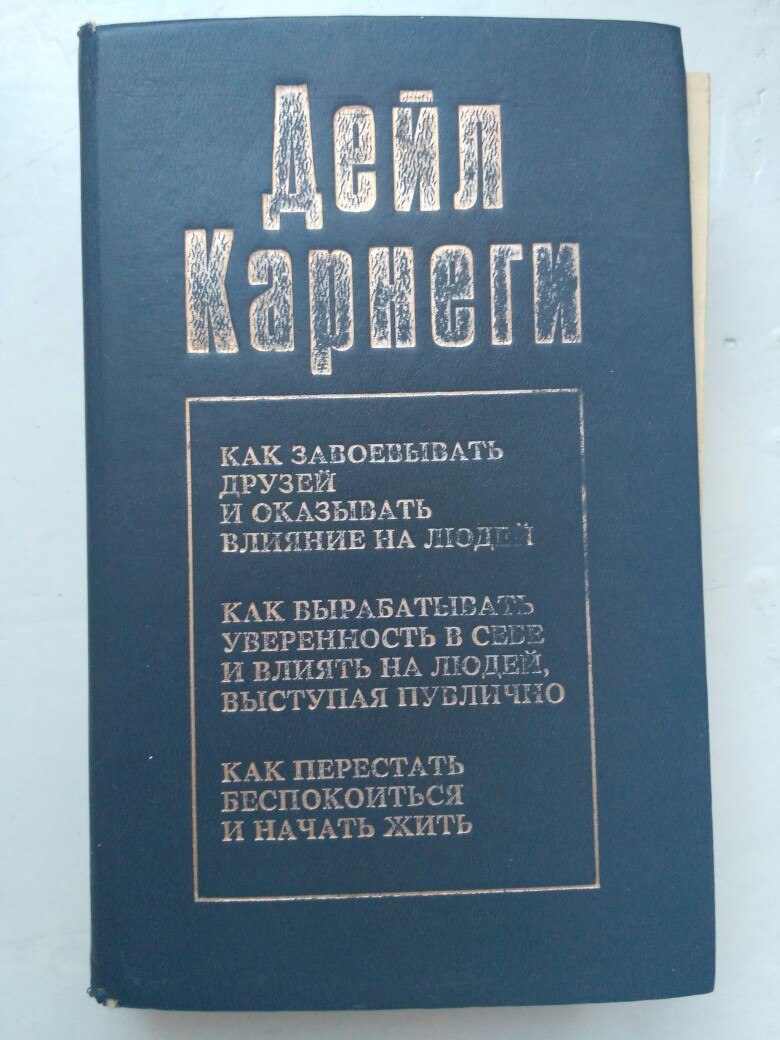 Дейл
Карнеги
КАК ЗАВОЕВЫВАТЬ
ДРУЗЕЙ
И ОКАЗЫВАТЬ
ВЛИЯНИЕ НА ЛЮДЕЙ
КАК ВЫРАБАТЫВАТЬ
УВЕРЕННОСТЬ В СЕБЕ
И ВЛИЯТЬ НА ЛЮДЕЙ,
ВЫСТУПАЯ ПУБЛИЧНО
КАК ПЕРЕСТАТЬ
БЕСПОКОИТЬСЯ
И НАЧАТЬ ЖИТЬ